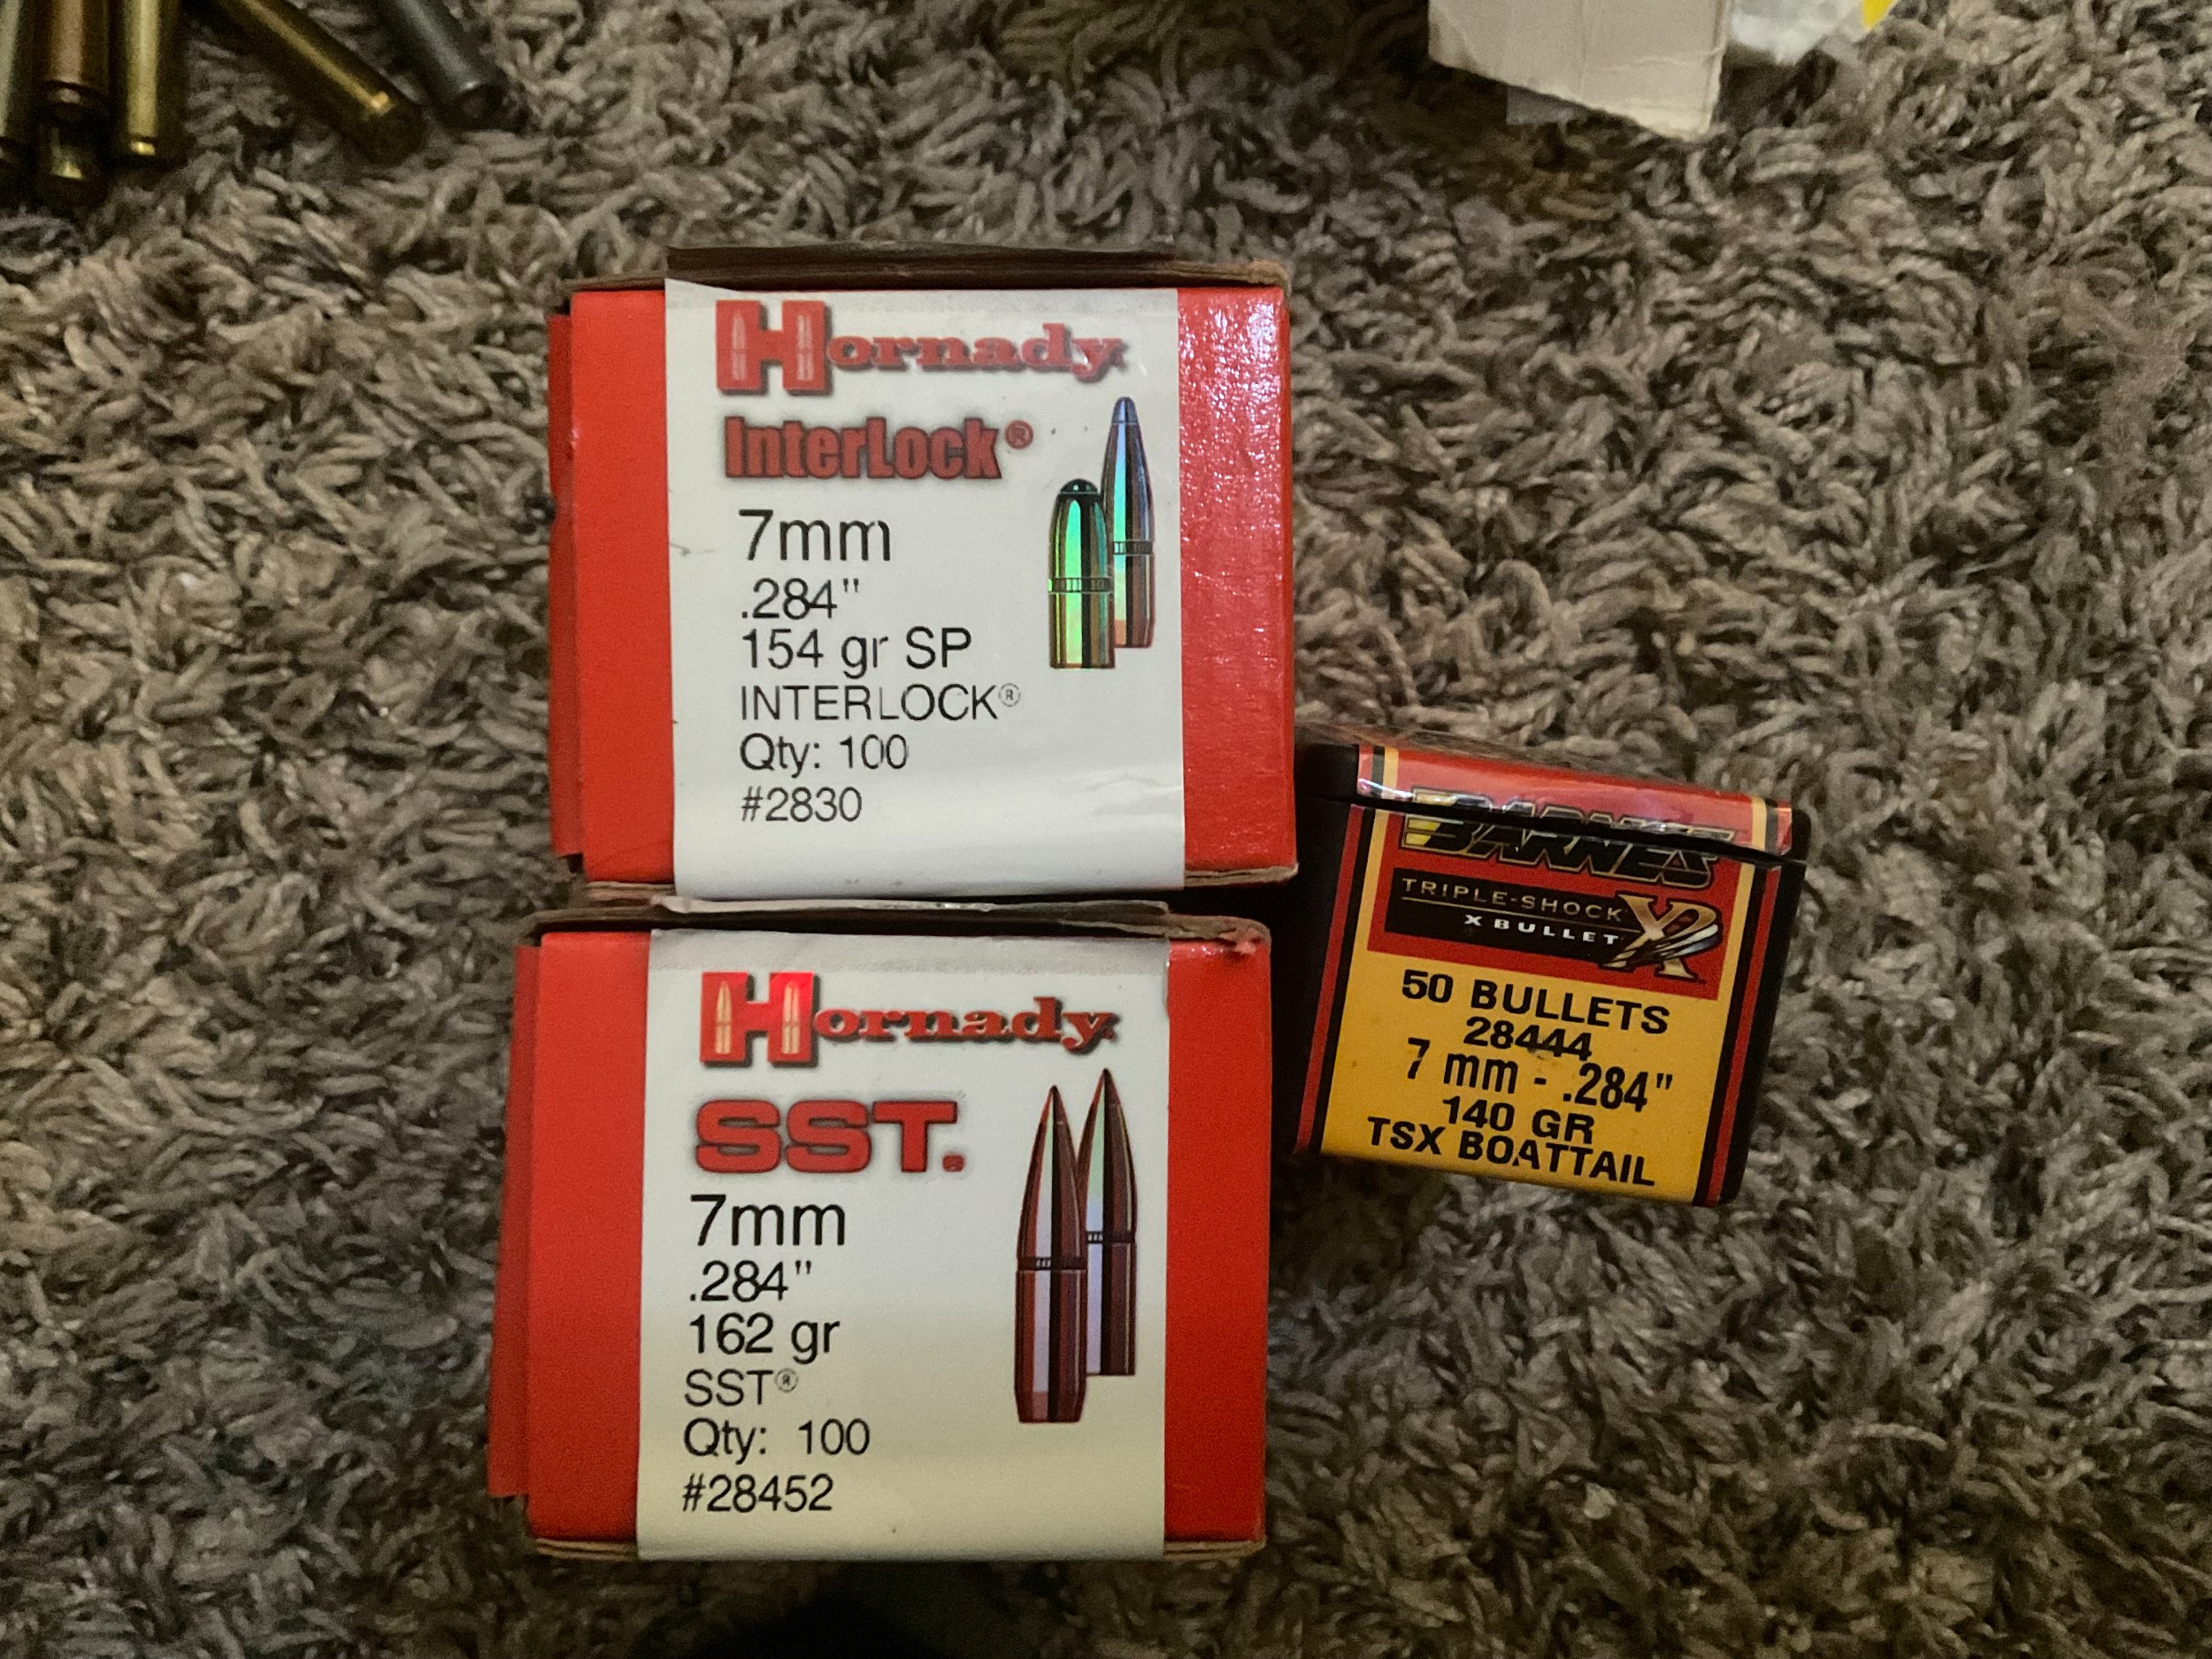 Hornady
InterLock®
7mm
.284"
154 gr SP
INTERLOCK®
Qty: 100
#2830
Hornady
SST.
7mm
.284"
162 gr
SST®
Qty: 100
#28452
BARNES
TRIPLE-SHOCK
X BULLET
50 BULLETS
28444
7 mm - .284"
140 GR
TSX BOATTAIL